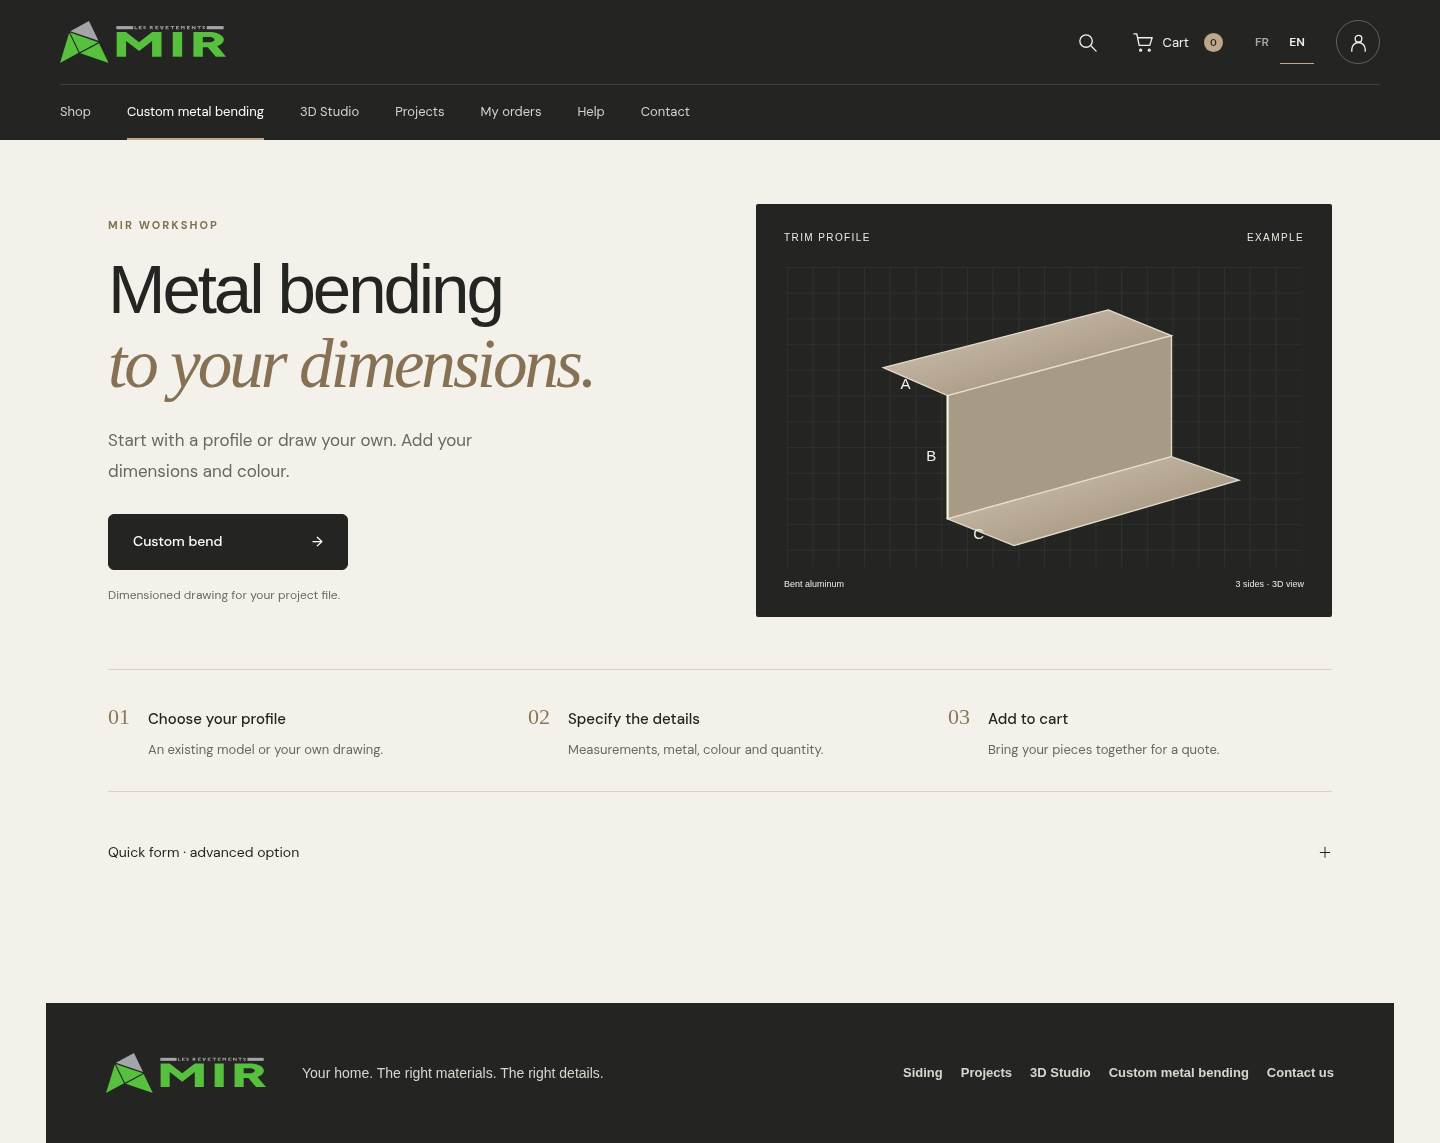 LES REVÊTEMENTS
MIR
Cart 0 FR EN
Shop Custom metal bending 3D Studio Projects My orders Help Contact
MIR WORKSHOP
Metal bending
to your dimensions.
Start with a profile or draw your own. Add your
dimensions and colour.
Custom bend →
Dimensioned drawing for your project file.
TRIM PROFILE EXAMPLE
A
B
C
Bent aluminum 3 sides · 3D view
01 Choose your profile
An existing model or your own drawing.
02 Specify the details
Measurements, metal, colour and quantity.
03 Add to cart
Bring your pieces together for a quote.
Quick form · advanced option +
LES REVÊTEMENTS
MIR
Your home. The right materials. The right details.
Siding Projects 3D Studio Custom metal bending Contact us